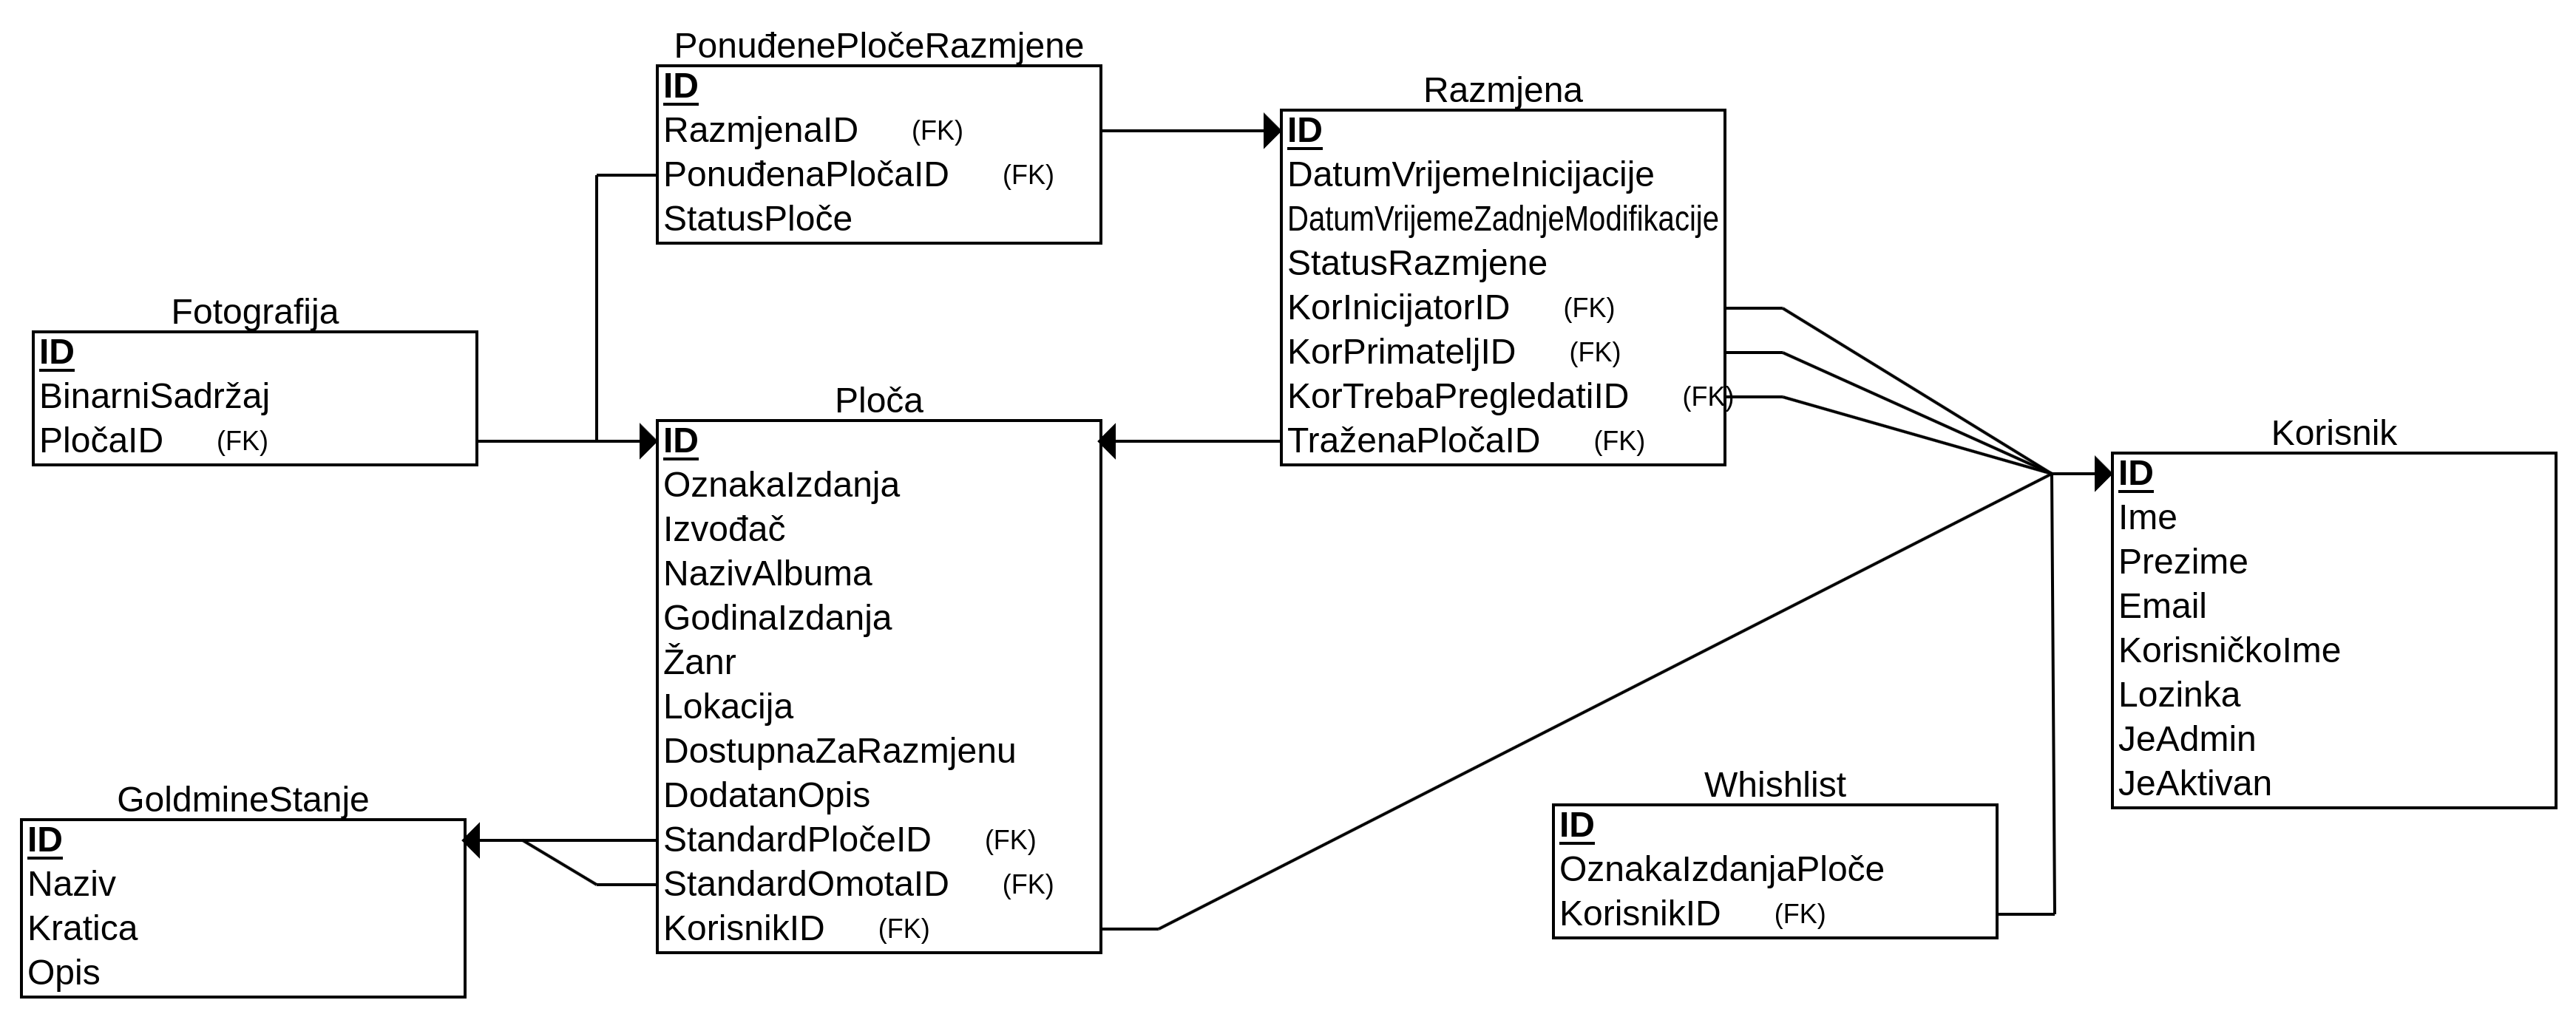 PonuđenePločeRazmjene
ID
RazmjenaID (FK)
PonuđenaPločaID (FK)
StatusPloče
Razmjena
ID
DatumVrijemeInicijacije
DatumVrijemeZadnjeModifikacije
StatusRazmjene
KorInicijatorID (FK)
KorPrimateljID (FK)
KorTrebaPregledatiID (FK)
TraženaPločaID (FK)
Fotografija
ID
BinarniSadržaj
PločaID (FK)
Ploča
ID
OznakaIzdanja
Izvođač
NazivAlbuma
GodinaIzdanja
Žanr
Lokacija
DostupnaZaRazmjenu
DodatanOpis
StandardPločeID (FK)
StandardOmotaID (FK)
KorisnikID (FK)
Korisnik
ID
Ime
Prezime
Email
KorisničkoIme
Lozinka
JeAdmin
JeAktivan
GoldmineStanje
ID
Naziv
Kratica
Opis
Whishlist
ID
OznakaIzdanjaPloče
KorisnikID (FK)